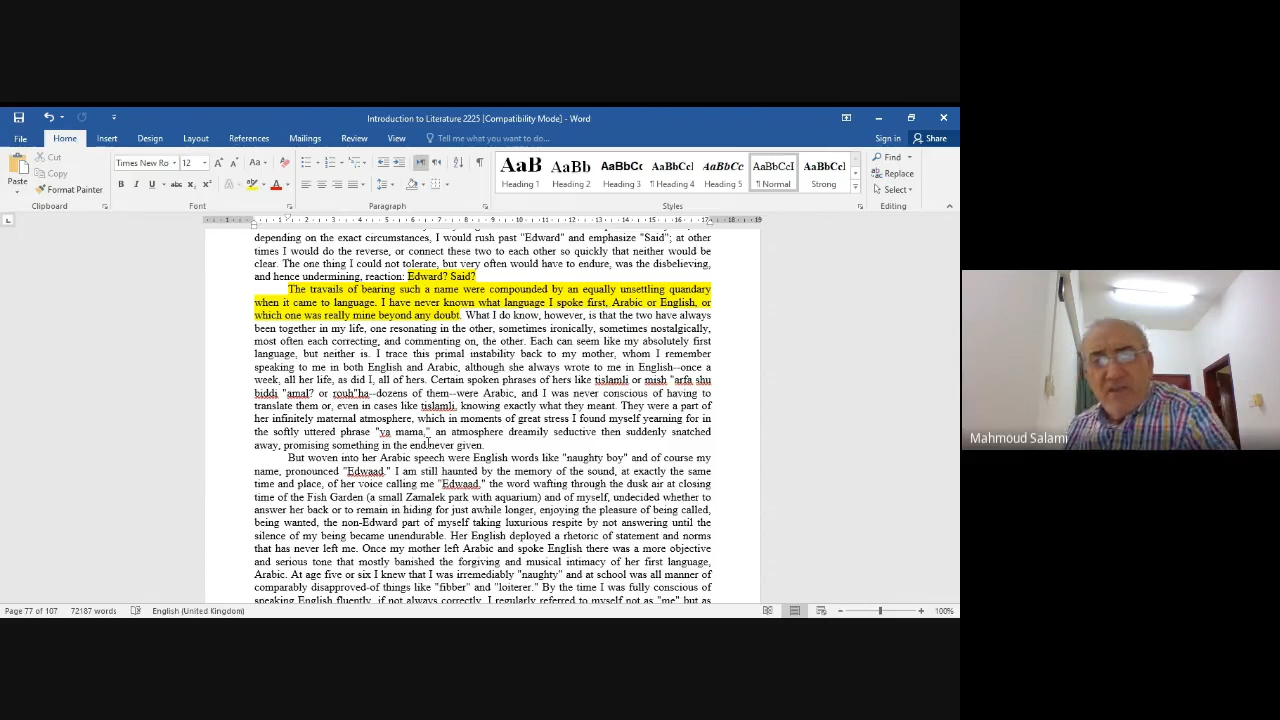 Introduction to Literature 2225 [Compatibility Mode] - Word
File Home Insert Design Layout References Mailings Review View Tell me what you want to do... Sign in Share
Paste Cut Copy Format Painter Clipboard
Times New Ro 12 Font
Paragraph
AaB Heading 1 AaBb Heading 2 AaBbCc Heading 3 AaBbCcl ¶ Heading 4 AaBbCc Heading 5 AaBbCcI ¶ Normal AaBbCcl Strong Styles
Find Replace Select Editing
depending on the exact circumstances, I would rush past "Edward" and emphasize "Said"; at other
times I would do the reverse, or connect these two to each other so quickly that neither would be
clear. The one thing I could not tolerate, but very often would have to endure, was the disbelieving,
and hence undermining, reaction: Edward? Said?
The travails of bearing such a name were compounded by an equally unsettling quandary
when it came to language. I have never known what language I spoke first, Arabic or English, or
which one was really mine beyond any doubt. What I do know, however, is that the two have always
been together in my life, one resonating in the other, sometimes ironically, sometimes nostalgically,
most often each correcting, and commenting on, the other. Each can seem like my absolutely first
language, but neither is. I trace this primal instability back to my mother, whom I remember
speaking to me in both English and Arabic, although she always wrote to me in English--once a
week, all her life, as did I, all of hers. Certain spoken phrases of hers like tislamli or mish "arfa shu
biddi "amal? or rouh"ha--dozens of them--were Arabic, and I was never conscious of having to
translate them or, even in cases like tislamli, knowing exactly what they meant. They were a part of
her infinitely maternal atmosphere, which in moments of great stress I found myself yearning for in
the softly uttered phrase "ya mama," an atmosphere dreamily seductive then suddenly snatched
away, promising something in the end never given.
But woven into her Arabic speech were English words like "naughty boy" and of course my
name, pronounced "Edwaad." I am still haunted by the memory of the sound, at exactly the same
time and place, of her voice calling me "Edwaad," the word wafting through the dusk air at closing
time of the Fish Garden (a small Zamalek park with aquarium) and of myself, undecided whether to
answer her back or to remain in hiding for just awhile longer, enjoying the pleasure of being called,
being wanted, the non-Edward part of myself taking luxurious respite by not answering until the
silence of my being became unendurable. Her English deployed a rhetoric of statement and norms
that has never left me. Once my mother left Arabic and spoke English there was a more objective
and serious tone that mostly banished the forgiving and musical intimacy of her first language,
Arabic. At age five or six I knew that I was irremediably "naughty" and at school was all manner of
comparably disapproved-of things like "fibber" and "loiterer." By the time I was fully conscious of
speaking English fluently, if not always correctly, I regularly referred to myself not as "me" but as
Page 77 of 107 72187 words English (United Kingdom) 100%
Mahmoud Salami